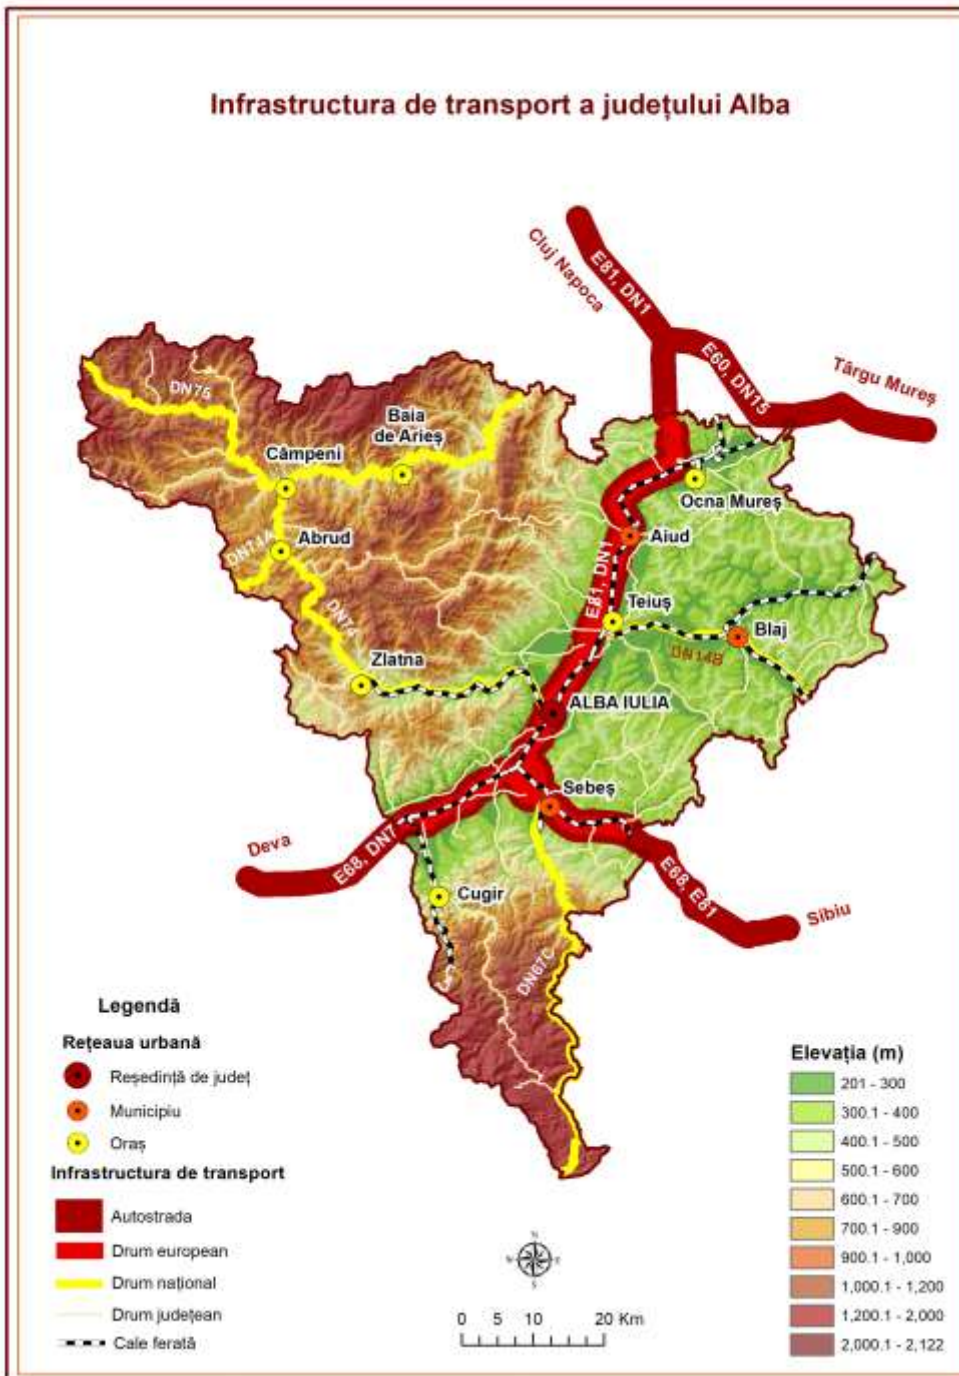 Infrastructura de transport a județului Alba
Cluj Napoca
E81, DN1
E60, DN15
Târgu Mureș
DN75
Baia
de Arieș
Câmpeni
Ocna Mureș
DN74A
Abrud
Aiud
E81, DN1
DN74
Teiuș
Blaj
DN14B
Zlatna
ALBA IULIA
Sebeș
Deva
E68, DN7
E68, E81
Sibiu
Cugir
DN67C
Legendă
Rețeaua urbană
Reședință de județ
Municipiu
Oraș
Infrastructura de transport
Autostrada
Drum european
Drum național
Drum județean
Cale ferată
N
W
E
S
0 5 10 20 Km
Elevația (m)
201 - 300
300.1 - 400
400.1 - 500
500.1 - 600
600.1 - 700
700.1 - 900
900.1 - 1,000
1,000.1 - 1,200
1,200.1 - 2,000
2,000.1 - 2,122